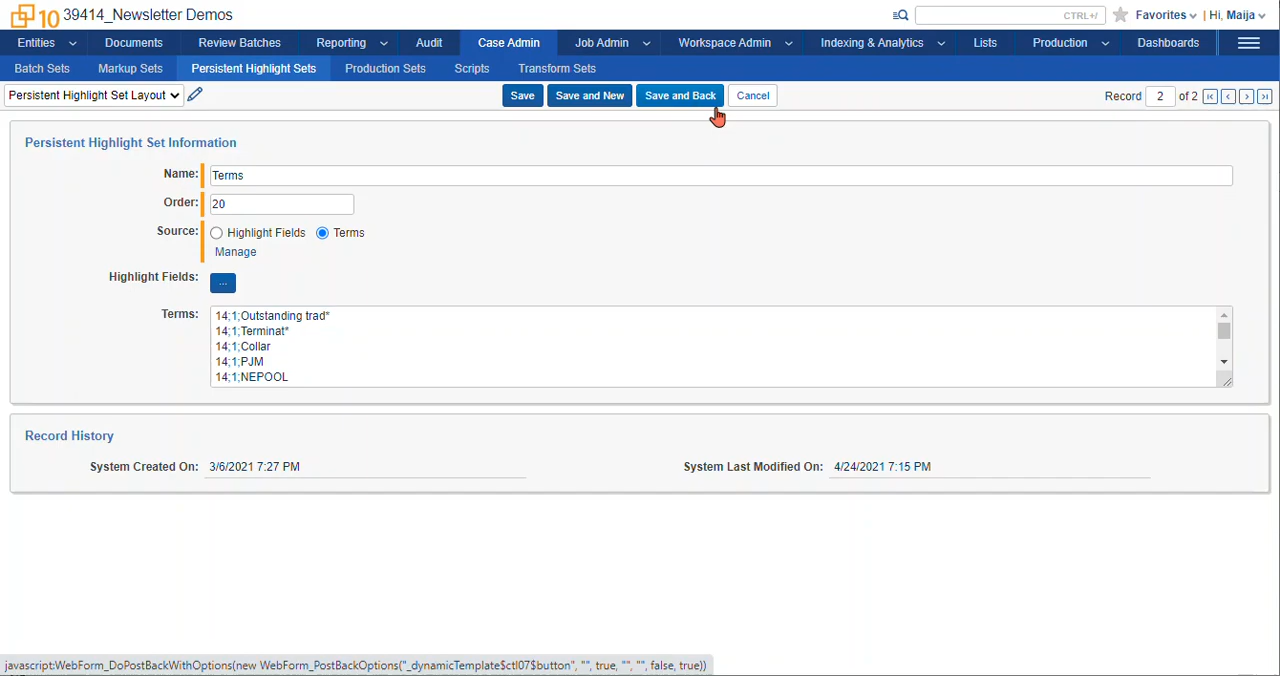 10 39414_Newsletter Demos CTRL+/ Favorites | Hi, Maija
Entities Documents Review Batches Reporting Audit Case Admin Job Admin Workspace Admin Indexing & Analytics Lists Production Dashboards
Batch Sets Markup Sets Persistent Highlight Sets Production Sets Scripts Transform Sets
Persistent Highlight Set Layout Save Save and New Save and Back Cancel Record 2 of 2
Persistent Highlight Set Information
Name: Terms
Order: 20
Source: Highlight Fields Terms
Manage
Highlight Fields: ...
Terms: 14;1;Outstanding trad*
14;1;Terminat*
14;1;Collar
14;1;PJM
14;1;NEPOOL
Record History
System Created On: 3/6/2021 7:27 PM System Last Modified On: 4/24/2021 7:15 PM
javascript:WebForm_DoPostBackWithOptions(new WebForm_PostBackOptions("_dynamicTemplate$ctl07$button", "", true, "", "", false, true))